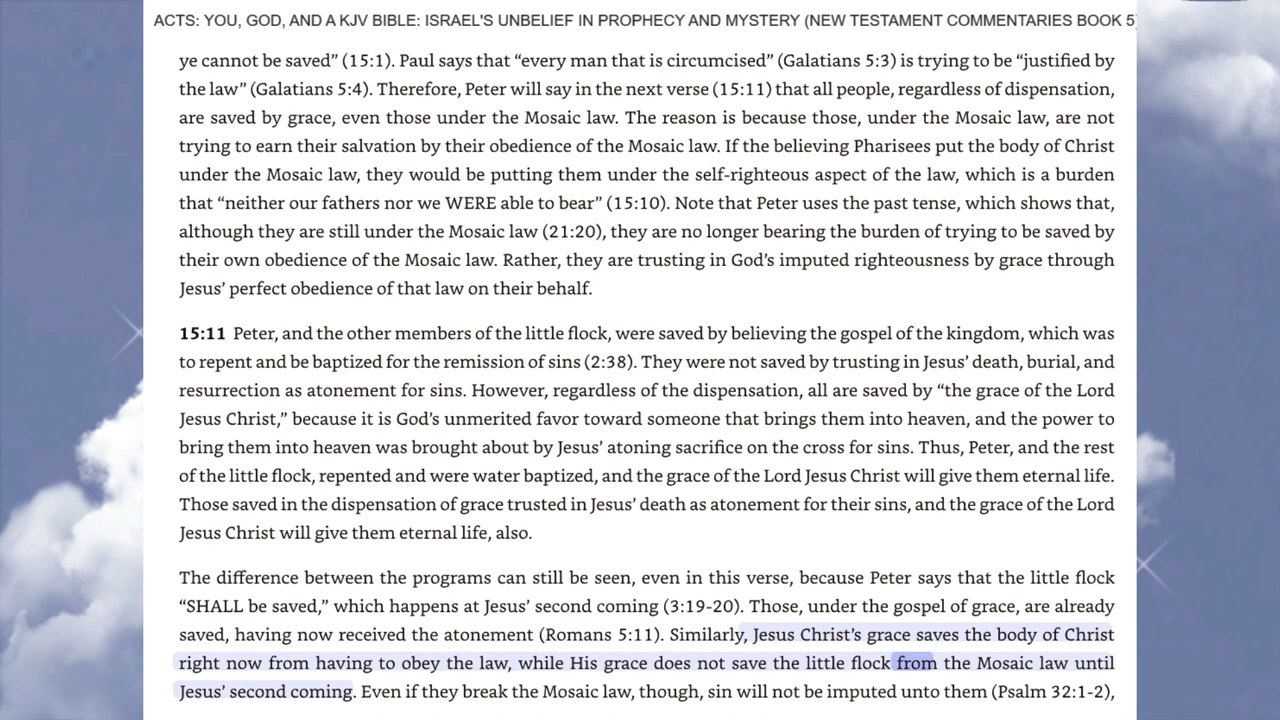 ACTS: YOU, GOD, AND A KJV BIBLE: ISRAEL'S UNBELIEF IN PROPHECY AND MYSTERY (NEW TESTAMENT COMMENTARIES BOOK 5)
ye cannot be saved” (15:1). Paul says that “every man that is circumcised” (Galatians 5:3) is trying to be “justified by
the law” (Galatians 5:4). Therefore, Peter will say in the next verse (15:11) that all people, regardless of dispensation,
are saved by grace, even those under the Mosaic law. The reason is because those, under the Mosaic law, are not
trying to earn their salvation by their obedience of the Mosaic law. If the believing Pharisees put the body of Christ
under the Mosaic law, they would be putting them under the self-righteous aspect of the law, which is a burden
that “neither our fathers nor we WERE able to bear” (15:10). Note that Peter uses the past tense, which shows that,
although they are still under the Mosaic law (21:20), they are no longer bearing the burden of trying to be saved by
their own obedience of the Mosaic law. Rather, they are trusting in God’s imputed righteousness by grace through
Jesus’ perfect obedience of that law on their behalf.
15:11 Peter, and the other members of the little flock, were saved by believing the gospel of the kingdom, which was
to repent and be baptized for the remission of sins (2:38). They were not saved by trusting in Jesus’ death, burial, and
resurrection as atonement for sins. However, regardless of the dispensation, all are saved by “the grace of the Lord
Jesus Christ,” because it is God’s unmerited favor toward someone that brings them into heaven, and the power to
bring them into heaven was brought about by Jesus’ atoning sacrifice on the cross for sins. Thus, Peter, and the rest
of the little flock, repented and were water baptized, and the grace of the Lord Jesus Christ will give them eternal life.
Those saved in the dispensation of grace trusted in Jesus’ death as atonement for their sins, and the grace of the Lord
Jesus Christ will give them eternal life, also.
The difference between the programs can still be seen, even in this verse, because Peter says that the little flock
“SHALL be saved,” which happens at Jesus’ second coming (3:19-20). Those, under the gospel of grace, are already
saved, having now received the atonement (Romans 5:11). Similarly, Jesus Christ’s grace saves the body of Christ
right now from having to obey the law, while His grace does not save the little flock from the Mosaic law until
Jesus’ second coming. Even if they break the Mosaic law, though, sin will not be imputed unto them (Psalm 32:1-2),